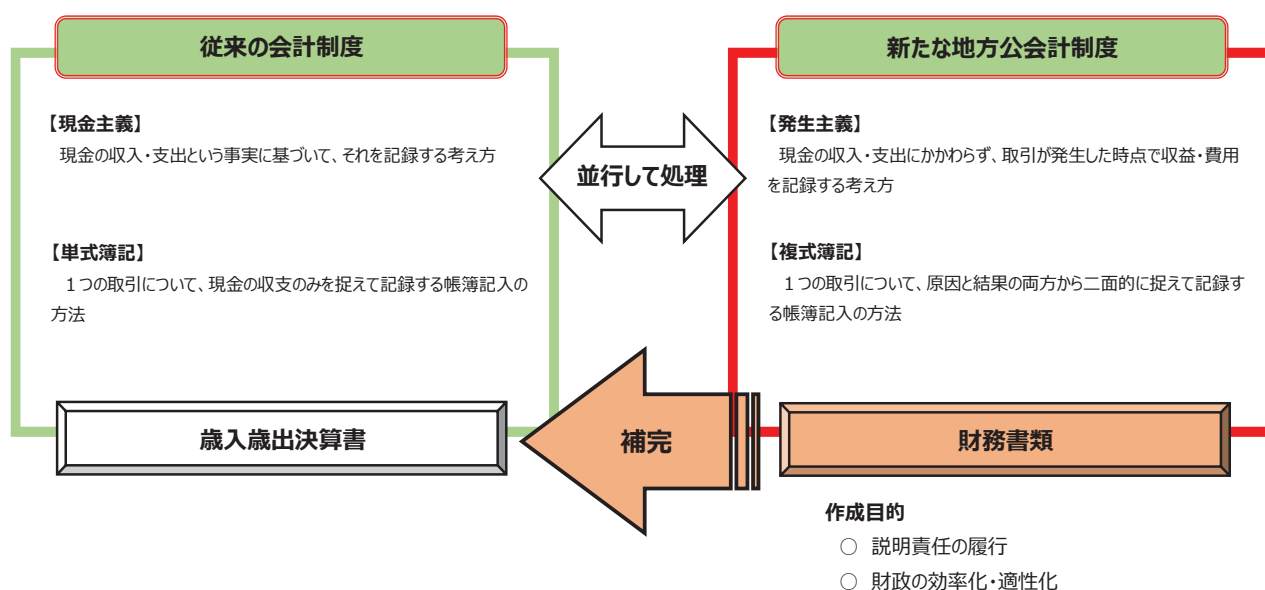 従来の会計制度
【現金主義】
現金の収入・支出という事実に基づいて、それを記録する考え方
【単式簿記】
１つの取引について、現金の収支のみを捉えて記録する帳簿記入の
方法
歳入歳出決算書
並行して処理
補完
新たな地方公会計制度
【発生主義】
現金の収入・支出にかかわらず、取引が発生した時点で収益・費用
を記録する考え方
【複式簿記】
１つの取引について、原因と結果の両方から二面的に捉えて記録す
る帳簿記入の方法
財務書類
作成目的
○ 説明責任の履行
○ 財政の効率化・適性化